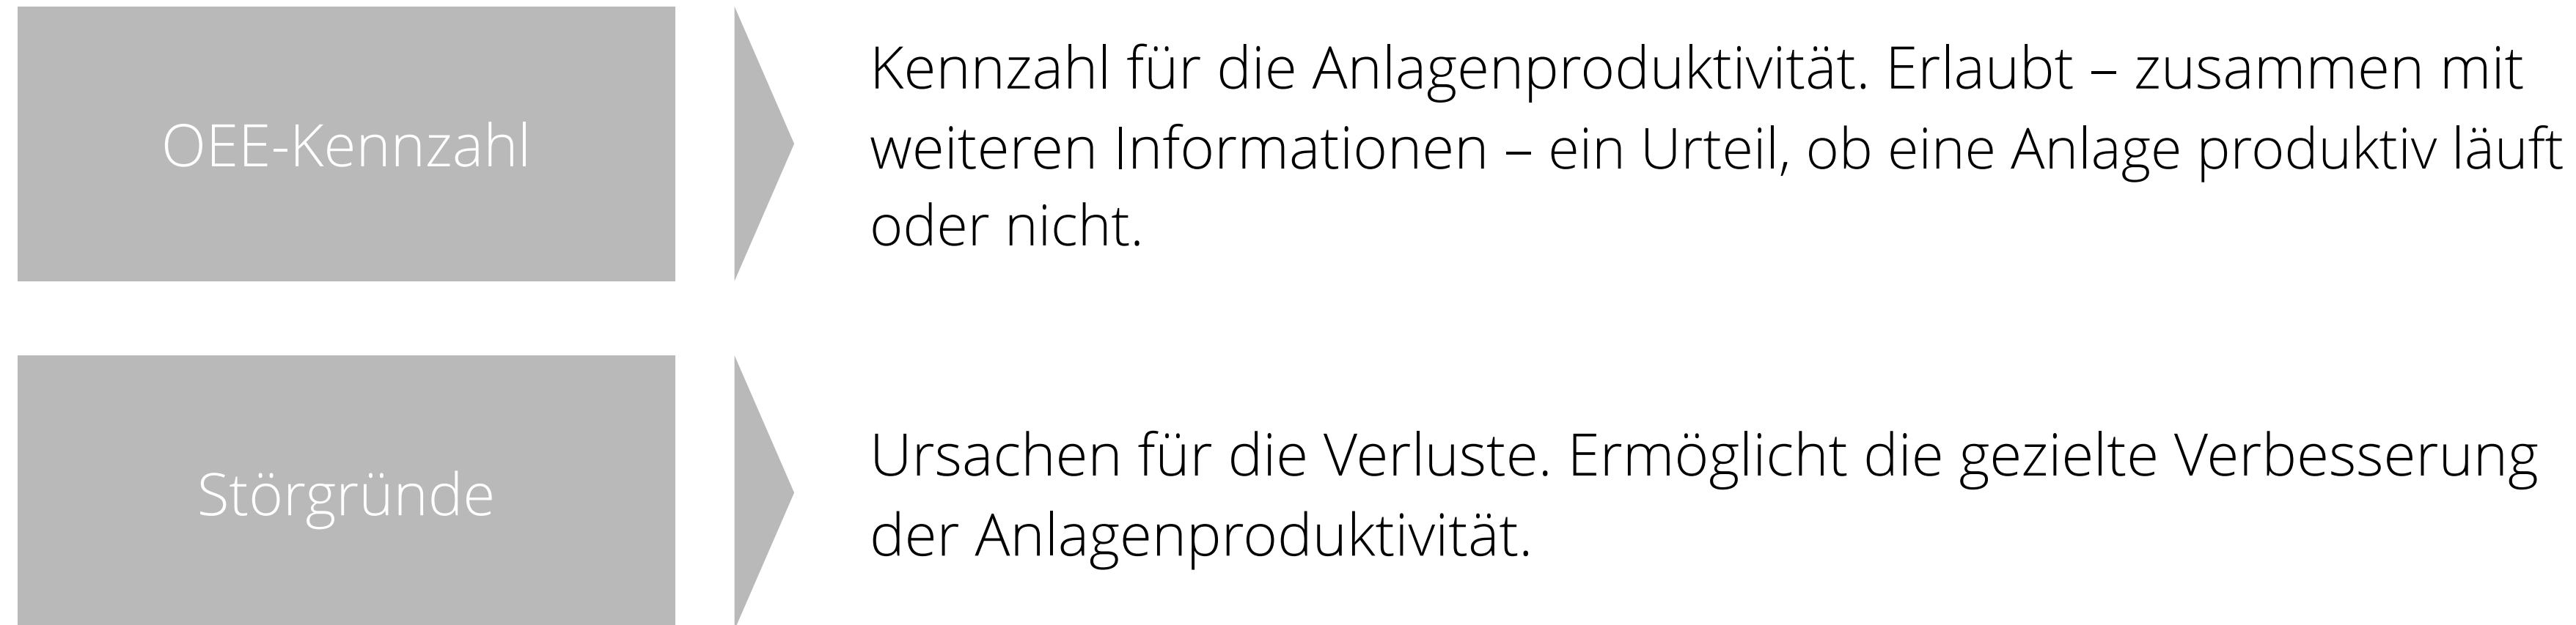 OEE-Kennzahl
Kennzahl für die Anlagenproduktivität. Erlaubt – zusammen mit
weiteren Informationen – ein Urteil, ob eine Anlage produktiv läuft
oder nicht.
Störgründe
Ursachen für die Verluste. Ermöglicht die gezielte Verbesserung
der Anlagenproduktivität.